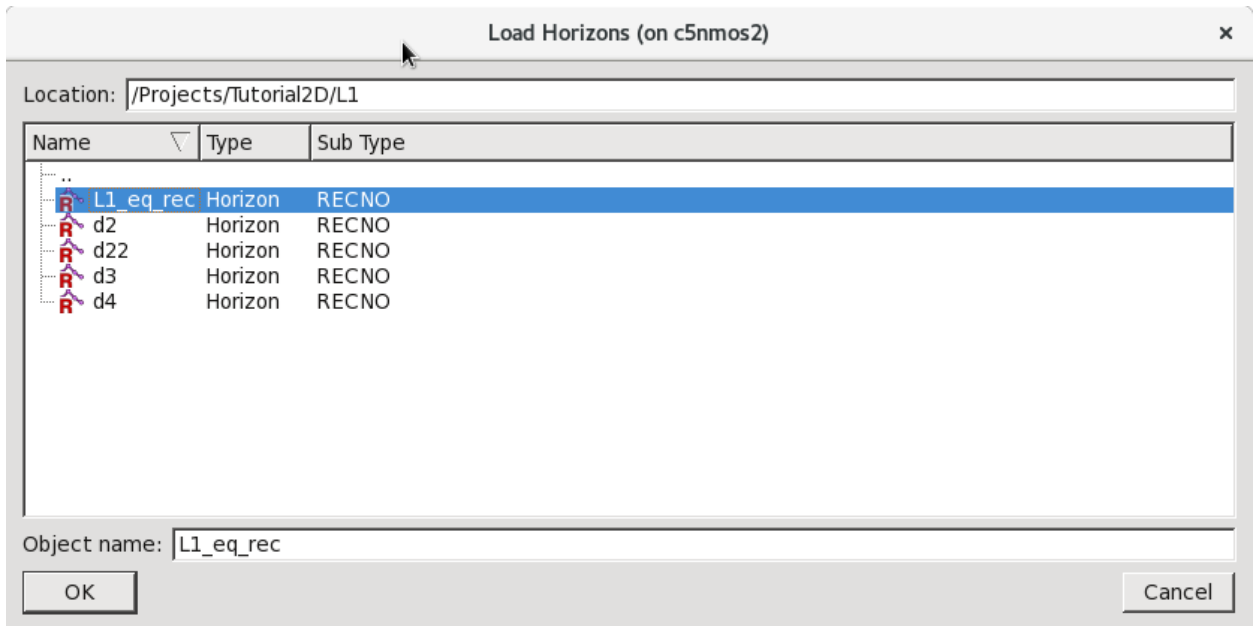 Load Horizons (on c5nmos2) ×
Location: /Projects/Tutorial2D/L1
Name Type Sub Type
..
R L1_eq_rec Horizon RECNO
R d2 Horizon RECNO
R d22 Horizon RECNO
R d3 Horizon RECNO
R d4 Horizon RECNO
Object name: L1_eq_rec
OK Cancel